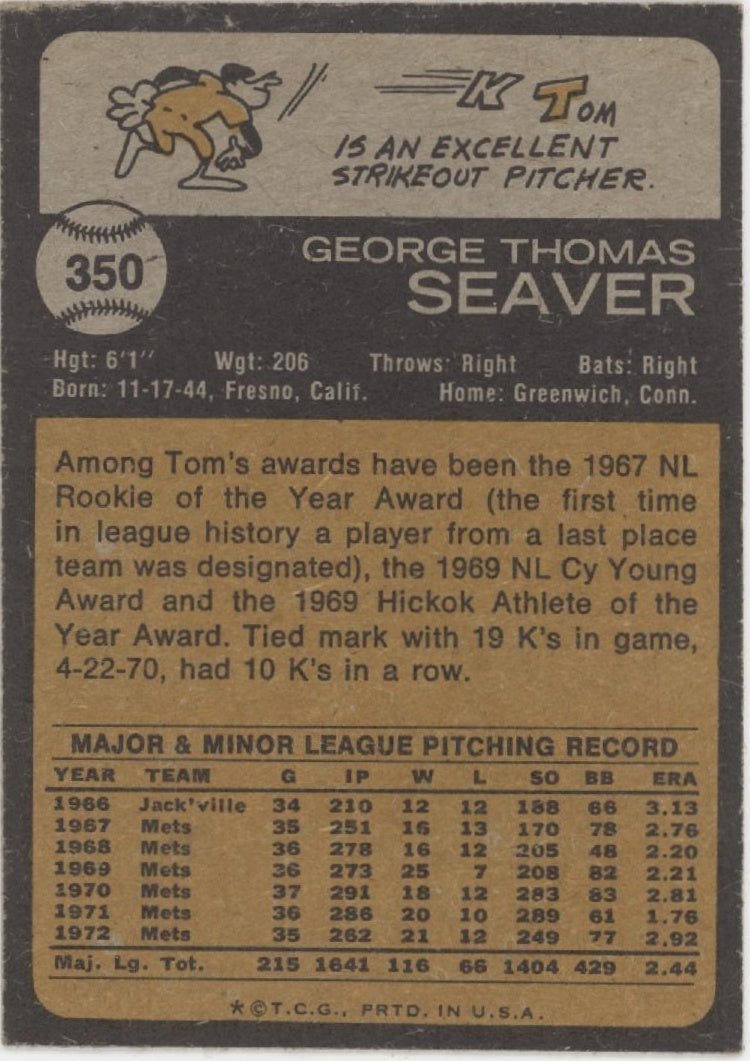 K TOM
IS AN EXCELLENT
STRIKEOUT PITCHER.
350
GEORGE THOMAS
SEAVER
Hgt: 6'1" Wgt: 206 Throws: Right Bats: Right
Born: 11-17-44, Fresno, Calif. Home: Greenwich, Conn.
Among Tom's awards have been the 1967 NL
Rookie of the Year Award (the first time
in league history a player from a last place
team was designated), the 1969 NL Cy Young
Award and the 1969 Hickok Athlete of the
Year Award. Tied mark with 19 K's in game,
4-22-70, had 10 K's in a row.
MAJOR & MINOR LEAGUE PITCHING RECORD
YEAR TEAM G IP W L SO BB ERA
1966 Jack'ville 34 210 12 12 188 66 3.13
1967 Mets 35 251 16 13 170 78 2.76
1968 Mets 36 278 16 12 205 48 2.20
1969 Mets 36 273 25 7 208 82 2.21
1970 Mets 37 291 18 12 283 83 2.81
1971 Mets 36 286 20 10 289 61 1.76
1972 Mets 35 262 21 12 249 77 2.92
Maj. Lg. Tot. 215 1641 116 66 1404 429 2.44
*©T.C.G., PRTD. IN U.S.A.